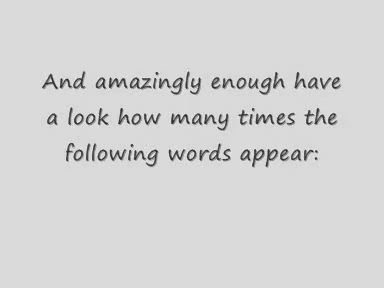 And amazingly enough have
a look how many times the
following words appear: